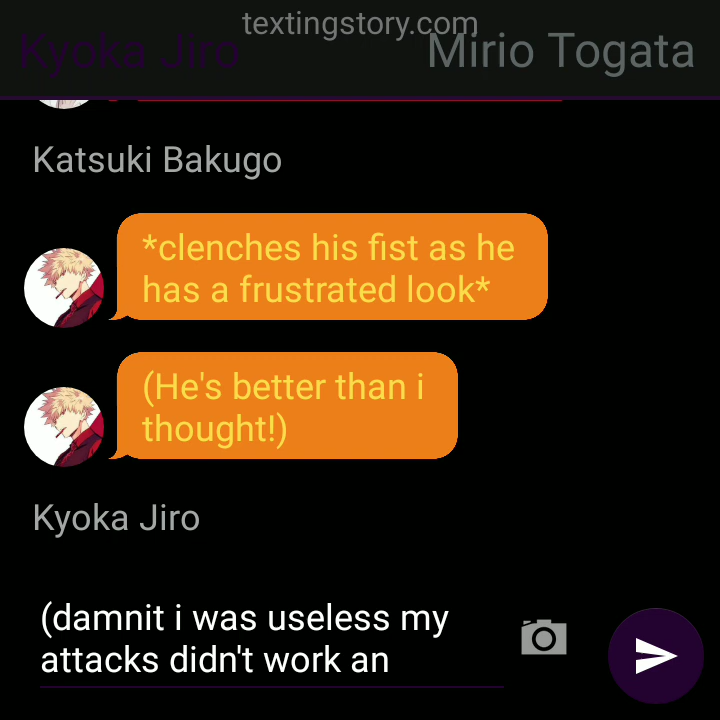 textingstory.com
Kyoka Jiro
Mirio Togata
Katsuki Bakugo
*clenches his fist as he
has a frustrated look*
(He's better than i
thought!)
Kyoka Jiro
(damnit i was useless my
attacks didn't work an